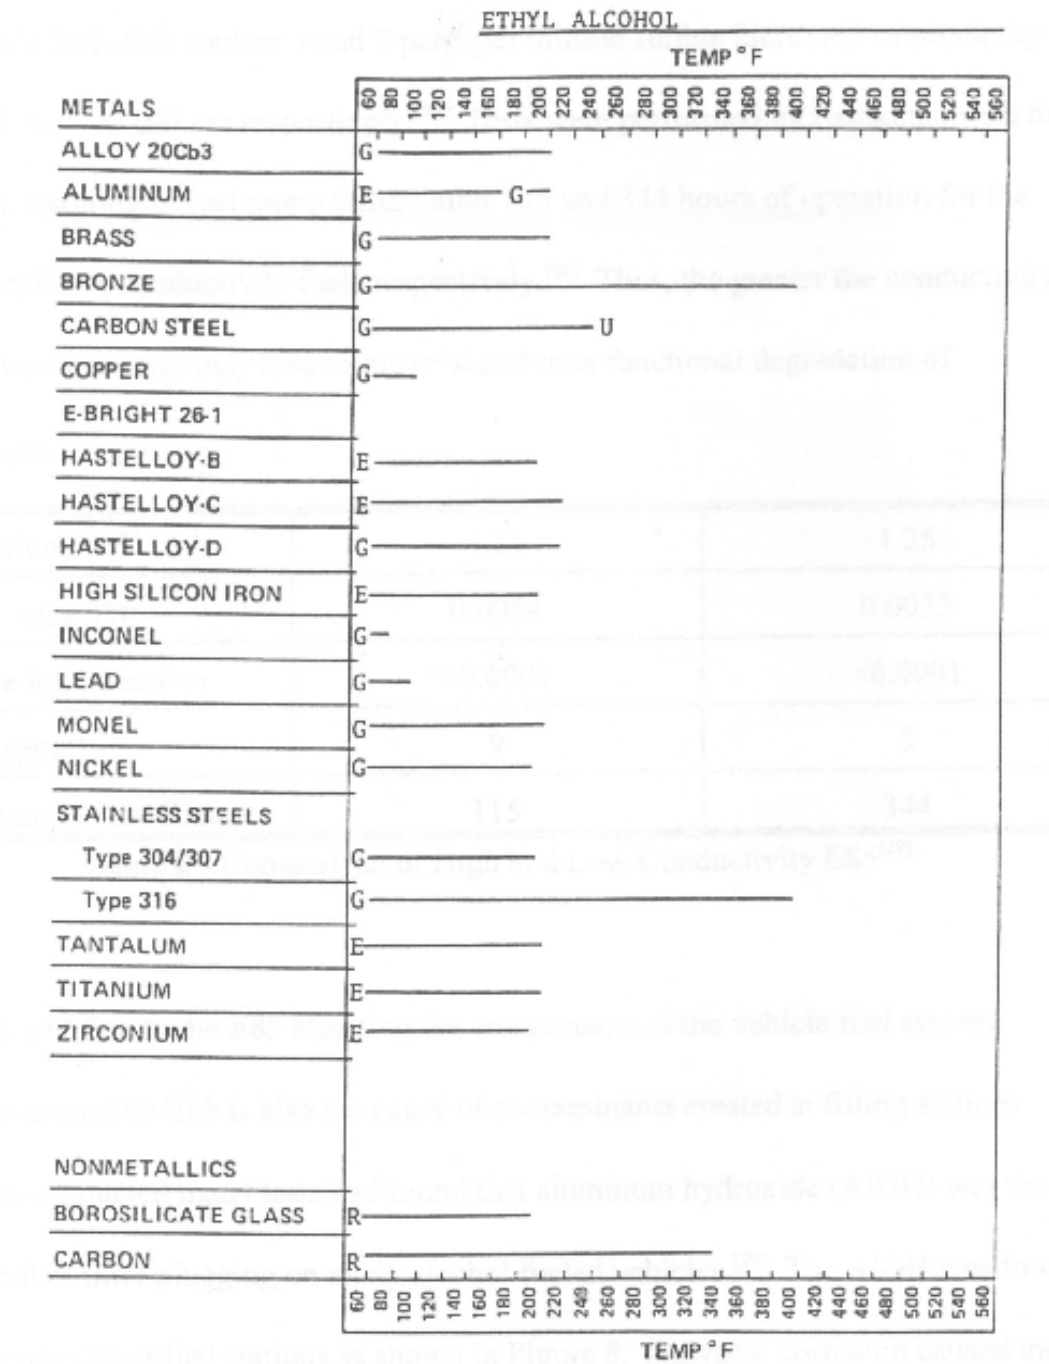 ETHYL ALCOHOL
TEMP °F
METALS 60 80 100 120 140 160 180 200 220 240 260 280 300 320 340 360 380 400 420 440 460 480 500 520 540 560
ALLOY 20Cb3 G
ALUMINUM E G
BRASS G
BRONZE G
CARBON STEEL G U
COPPER G
E-BRIGHT 26-1
HASTELLOY-B E
HASTELLOY-C E
HASTELLOY-D G
HIGH SILICON IRON E
INCONEL G
LEAD G
MONEL G
NICKEL G
STAINLESS STEELS
Type 304/307 G
Type 316 G
TANTALUM E
TITANIUM E
ZIRCONIUM E
NONMETALLICS
BOROSILICATE GLASS R
CARBON R
60 80 100 120 140 160 180 200 220 240 260 280 300 320 340 360 380 400 420 440 460 480 500 520 540 560
TEMP °F